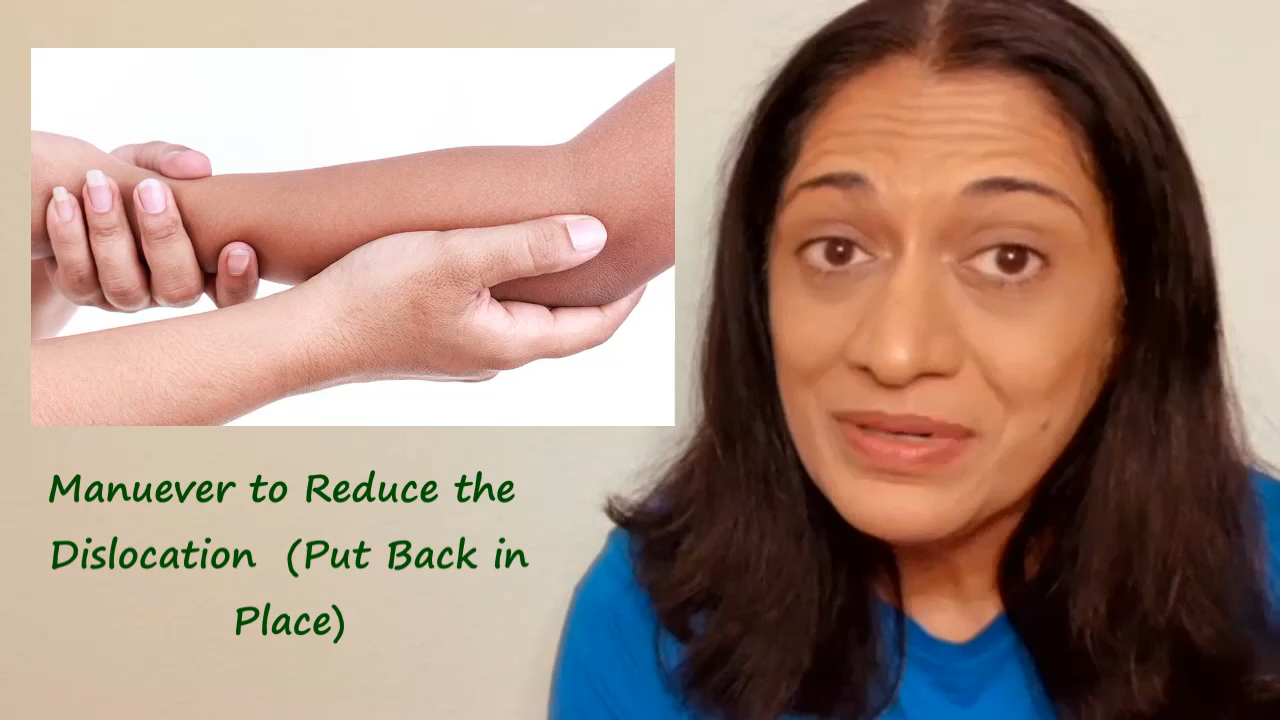 Manuever to Reduce the
Dislocation (Put Back in
Place)